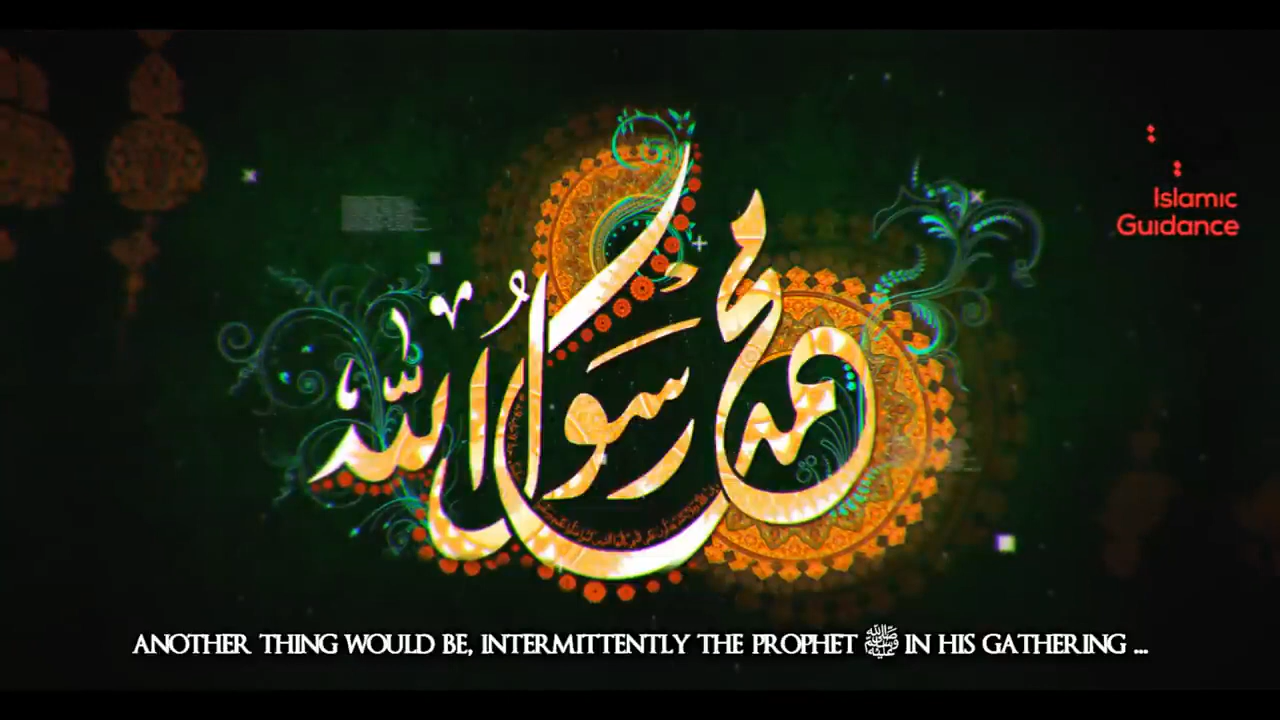 Islamic
Guidance
محمد رسول الله
ANOTHER THING WOULD BE, INTERMITTENTLY THE PROPHET ﷺ IN HIS GATHERING ...